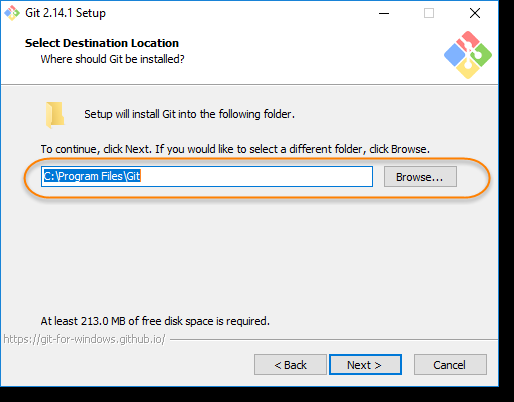 Git 2.14.1 Setup
Select Destination Location
Where should Git be installed?
Setup will install Git into the following folder.
To continue, click Next. If you would like to select a different folder, click Browse.
C:\Program Files\Git
Browse...
At least 213.0 MB of free disk space is required.
https://git-for-windows.github.io/
< Back
Next >
Cancel